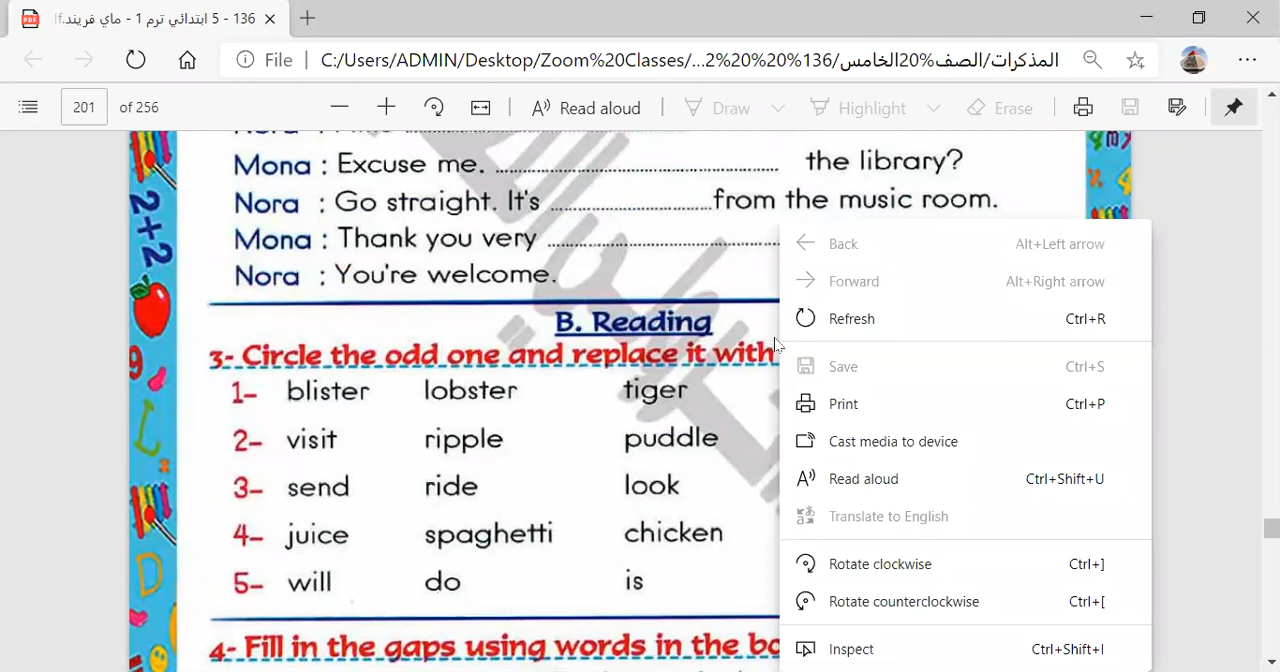 136 - 5 ابتدائي ترم 1 - ماي فريند.f
File C:/Users/ADMIN/Desktop/Zoom%20Classes/...2%20%20%136/المذكرات/الصف%20الخامس
201 of 256 Read aloud Draw Highlight Erase
Mona : Excuse me. the library?
Nora : Go straight. It's from the music room.
Mona : Thank you very
Nora : You're welcome.
B. Reading
3- Circle the odd one and replace it with
1- blister lobster tiger
2- visit ripple puddle
3- send ride look
4- juice spaghetti chicken
5- will do is
4- Fill in the gaps using words in the bo
Back Alt+Left arrow
Forward Alt+Right arrow
Refresh Ctrl+R
Save Ctrl+S
Print Ctrl+P
Cast media to device
Read aloud Ctrl+Shift+U
Translate to English
Rotate clockwise Ctrl+]
Rotate counterclockwise Ctrl+[
Inspect Ctrl+Shift+I
2+2
9
D